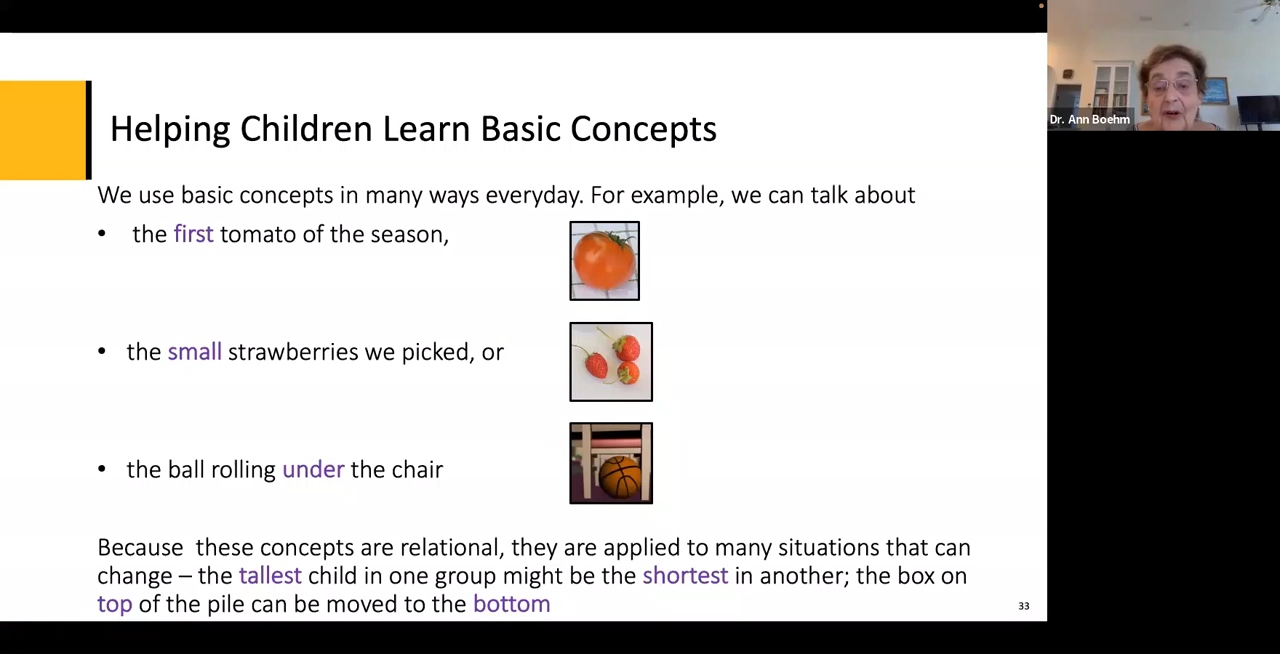 Helping Children Learn Basic Concepts
We use basic concepts in many ways everyday. For example, we can talk about
• the first tomato of the season,
• the small strawberries we picked, or
• the ball rolling under the chair
Because these concepts are relational, they are applied to many situations that can
change – the tallest child in one group might be the shortest in another; the box on
top of the pile can be moved to the bottom
33
Dr. Ann Boehm